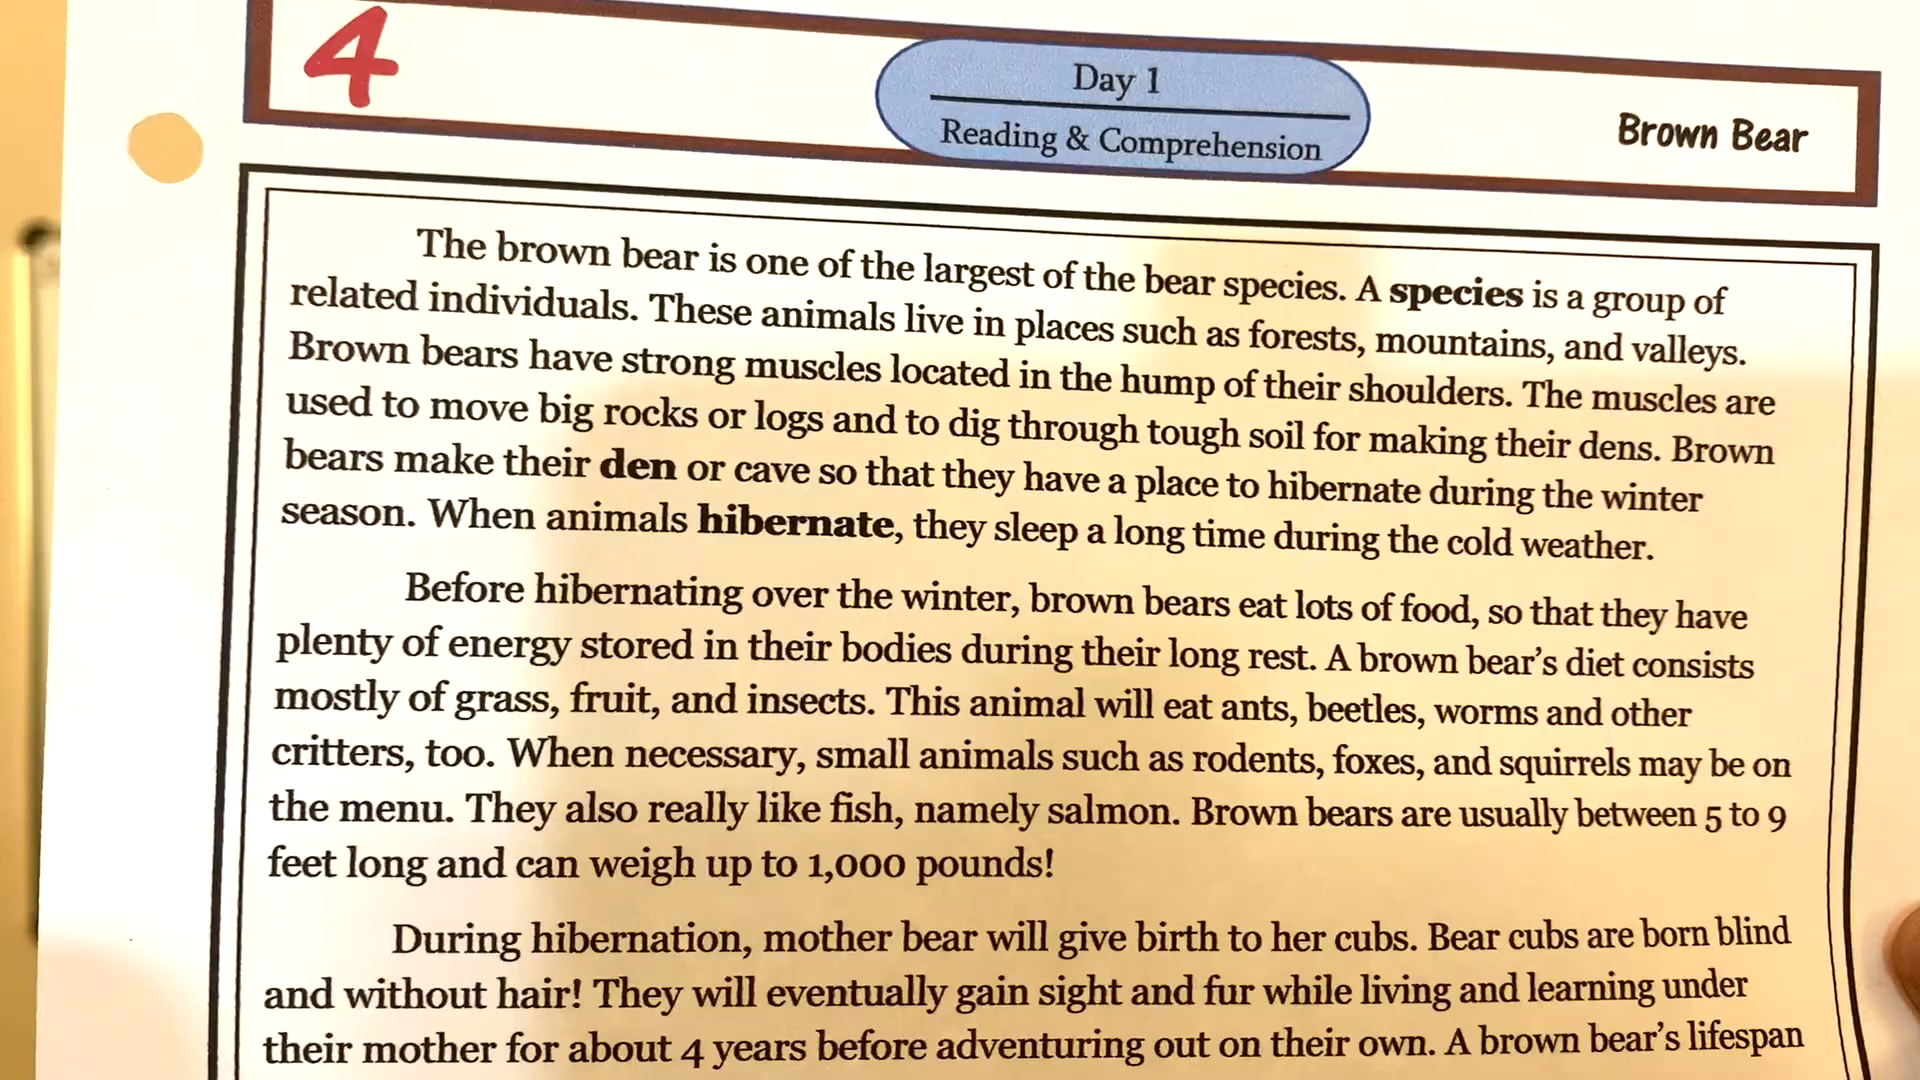 4
Day 1
Reading & Comprehension
Brown Bear
The brown bear is one of the largest of the bear species. A species is a group of
related individuals. These animals live in places such as forests, mountains, and valleys.
Brown bears have strong muscles located in the hump of their shoulders. The muscles are
used to move big rocks or logs and to dig through tough soil for making their dens. Brown
bears make their den or cave so that they have a place to hibernate during the winter
season. When animals hibernate, they sleep a long time during the cold weather.
Before hibernating over the winter, brown bears eat lots of food, so that they have
plenty of energy stored in their bodies during their long rest. A brown bear's diet consists
mostly of grass, fruit, and insects. This animal will eat ants, beetles, worms and other
critters, too. When necessary, small animals such as rodents, foxes, and squirrels may be on
the menu. They also really like fish, namely salmon. Brown bears are usually between 5 to 9
feet long and can weigh up to 1,000 pounds!
During hibernation, mother bear will give birth to her cubs. Bear cubs are born blind
and without hair! They will eventually gain sight and fur while living and learning under
their mother for about 4 years before adventuring out on their own. A brown bear's lifespan